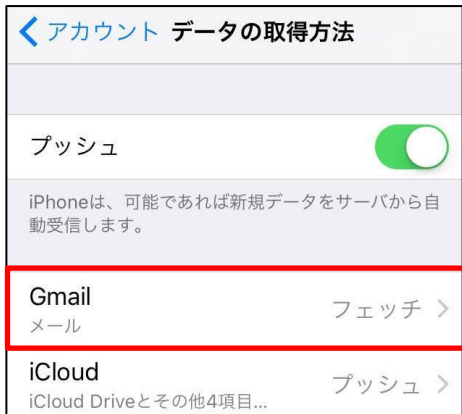 アカウント データの取得方法
プッシュ
iPhoneは、可能であれば新規データをサーバから自
動受信します。
Gmail フェッチ
メール
iCloud プッシュ
iCloud Driveとその他4項目...